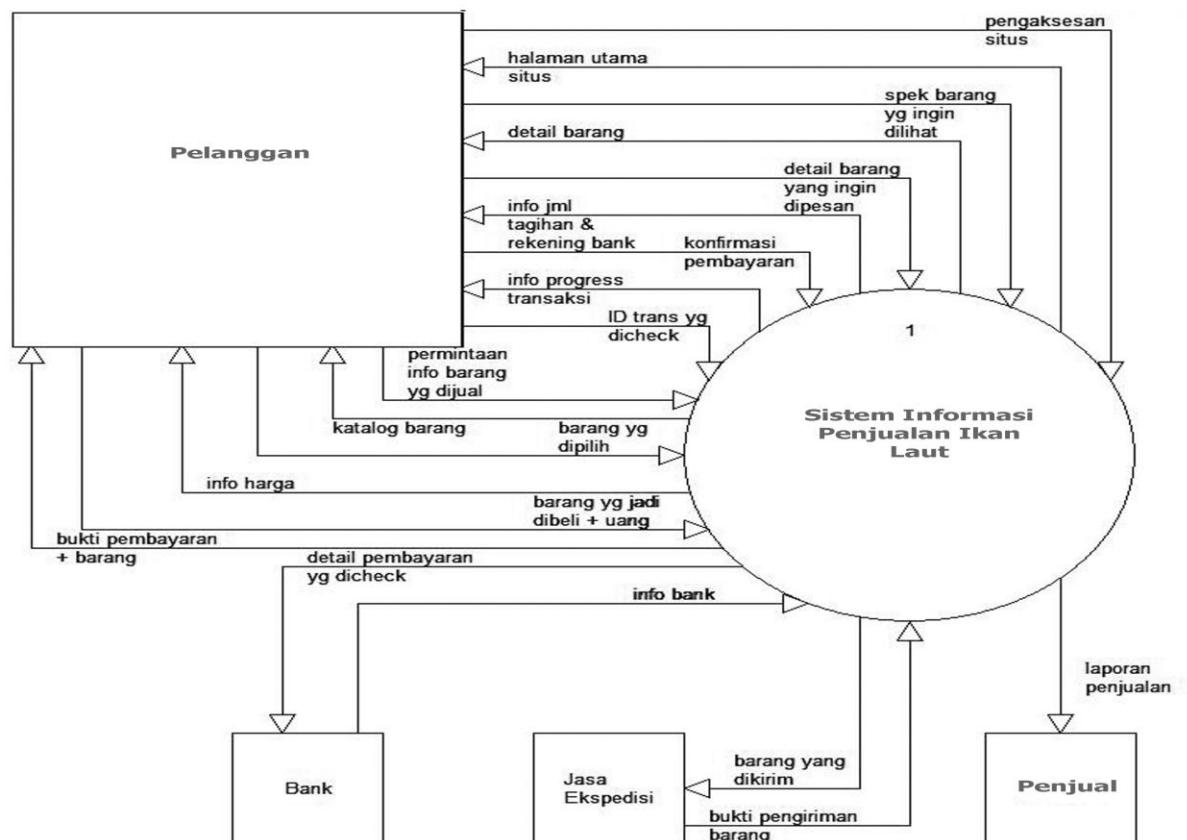 pengaksesan
situs
halaman utama
situs
spek barang
yg ingin
dilihat
Pelanggan
detail barang
detail barang
yang ingin
dipesan
info jml
tagihan &
rekening bank
konfirmasi
pembayaran
info progress
transaksi
ID trans yg
dicheck
1
permintaan
info barang
yg dijual
Sistem Informasi
Penjualan Ikan
Laut
katalog barang
barang yg
dipilih
info harga
barang yg jadi
dibeli + uang
bukti pembayaran
+ barang
detail pembayaran
yg dicheck
info bank
laporan
penjualan
Bank
Jasa
Ekspedisi
barang yang
dikirim
Penjual
bukti pengiriman
barang